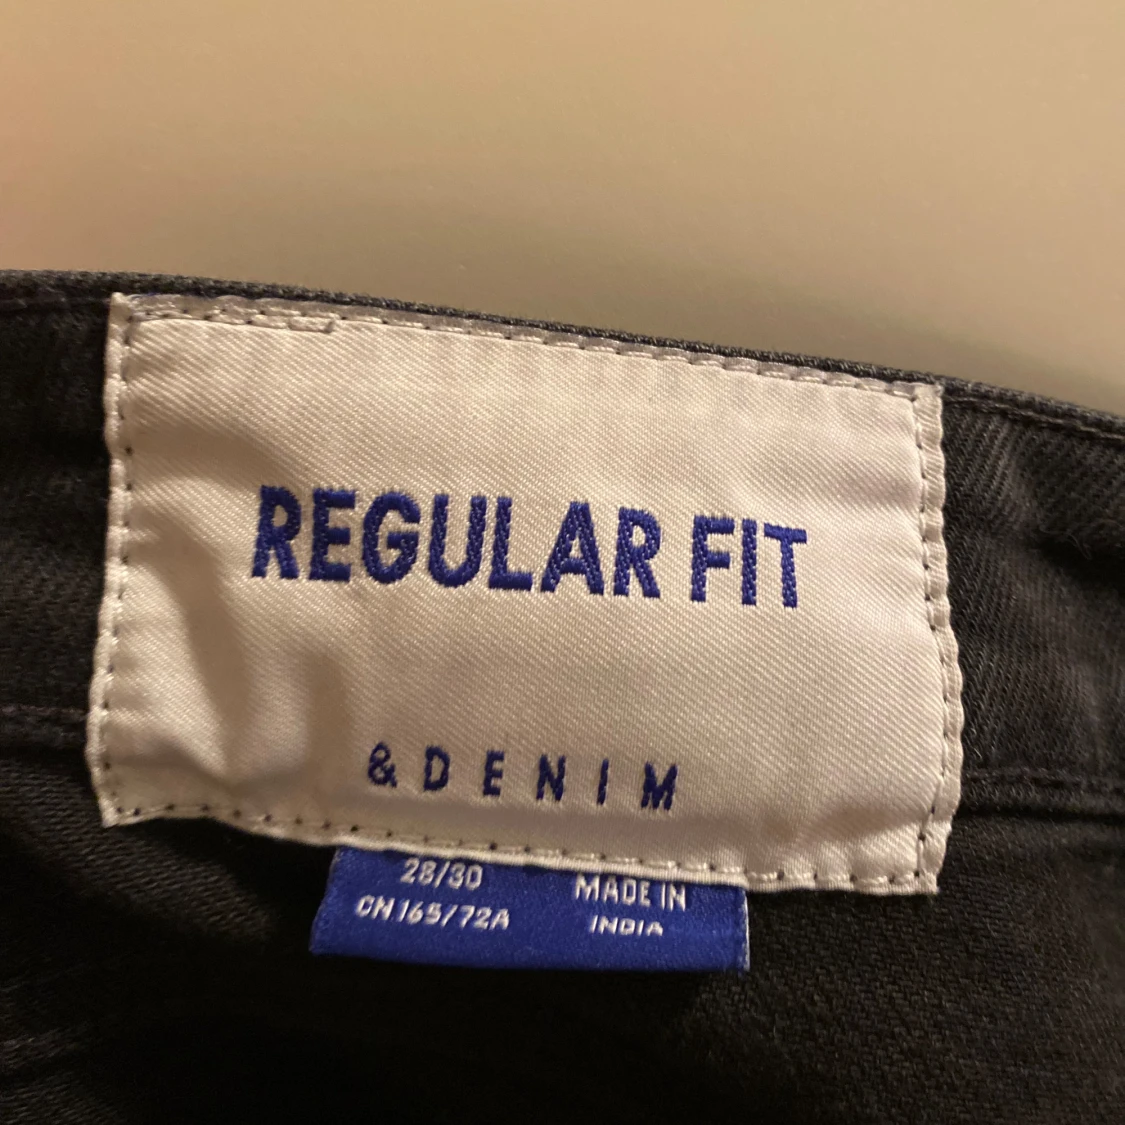 REGULAR FIT
& DENIM
28/30
CN.165/72A
MADE IN
INDIA